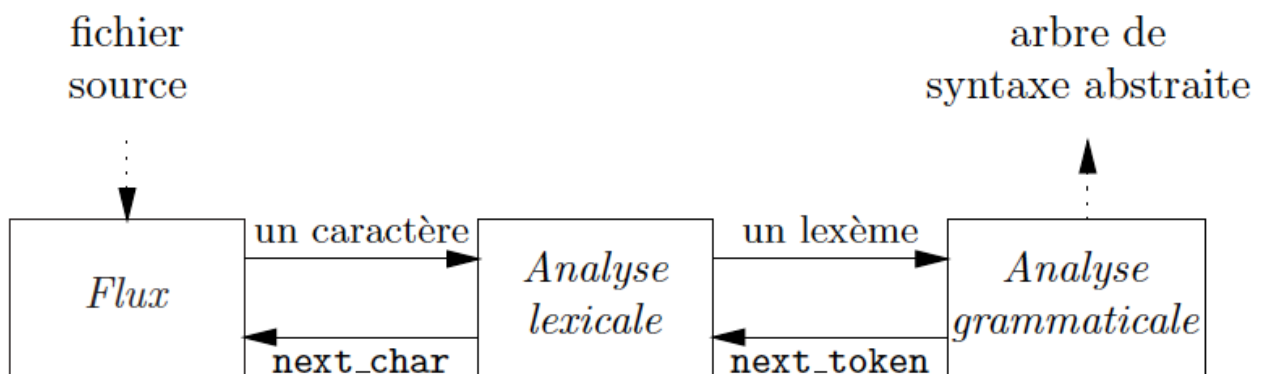 fichier
source
arbre de
syntaxe abstraite
Flux
un caractère
next_char
Analyse
lexicale
un lexème
next_token
Analyse
grammaticale